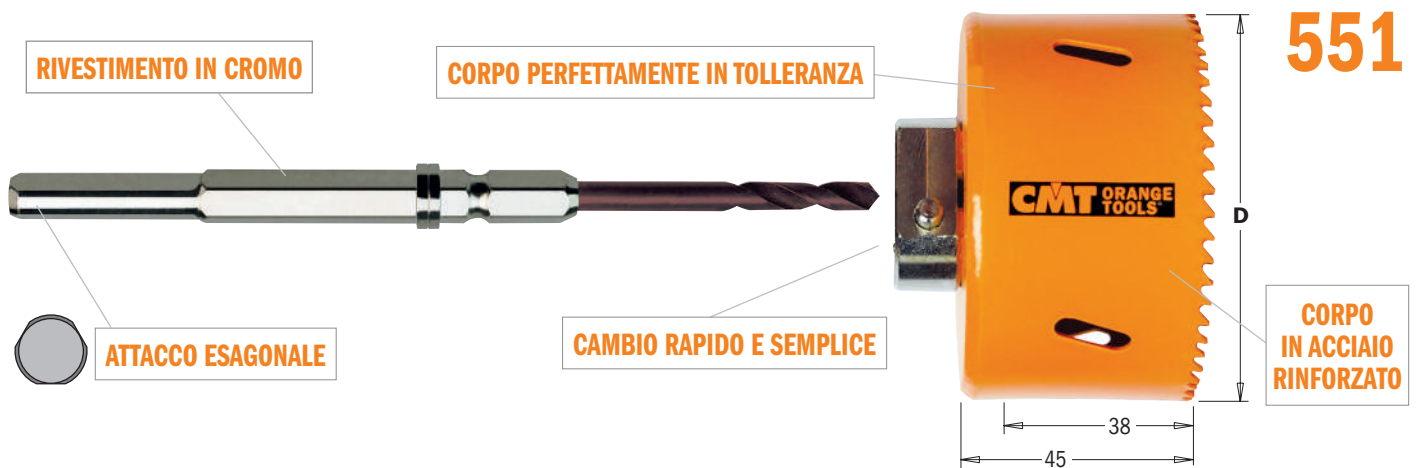 551
RIVESTIMENTO IN CROMO
CORPO PERFETTAMENTE IN TOLLERANZA
CMT ORANGE
TOOLS
D
ATTACCO ESAGONALE
CAMBIO RAPIDO E SEMPLICE
CORPO
IN ACCIAIO
RINFORZATO
38
45